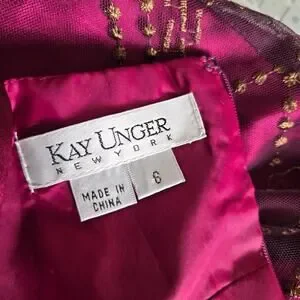 KAY UNGER
NEW YORK
MADE IN
CHINA
6